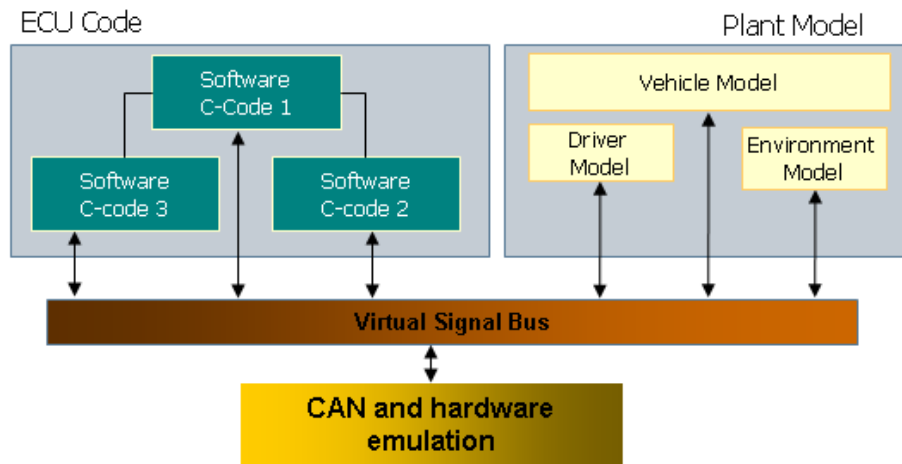 ECU Code
Plant Model
Software
C-Code 1
Software
C-code 3
Software
C-code 2
Vehicle Model
Driver
Model
Environment
Model
Virtual Signal Bus
CAN and hardware
emulation